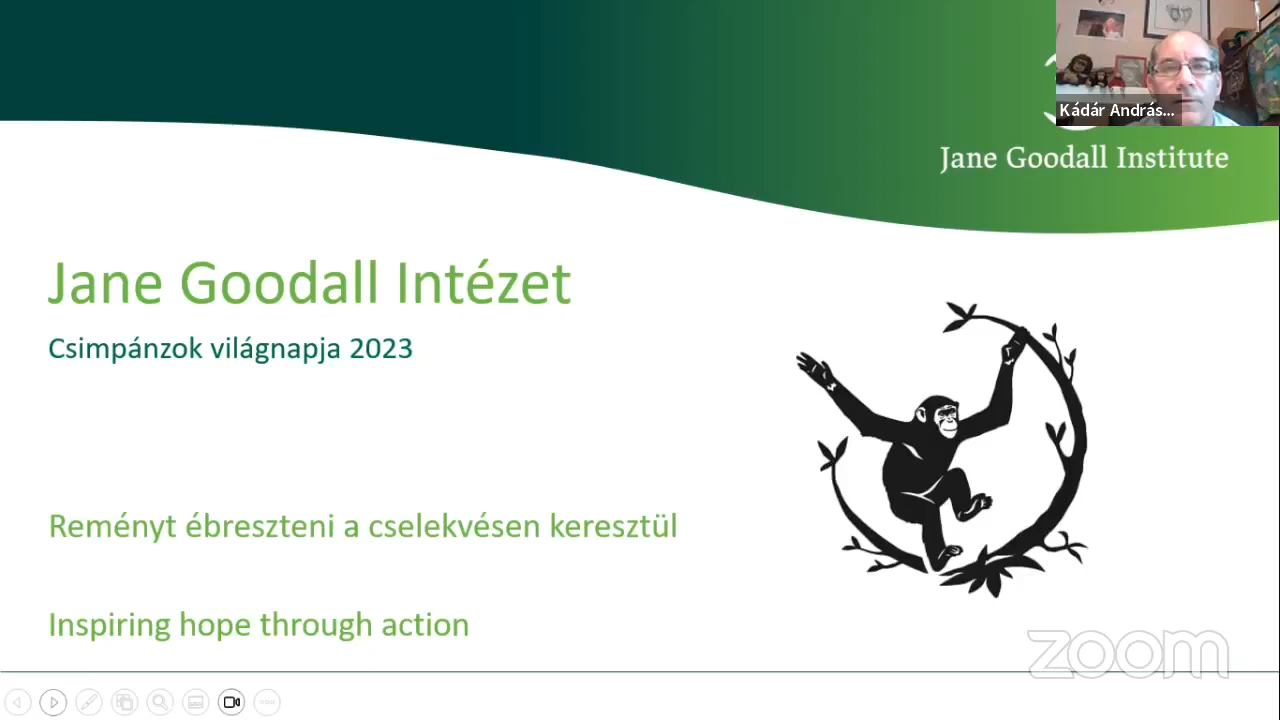 Kádár András...
Jane Goodall Institute
Jane Goodall Intézet
Csimpánzok világnapja 2023
Reményt ébreszteni a cselekvésen keresztül
Inspiring hope through action
zoom